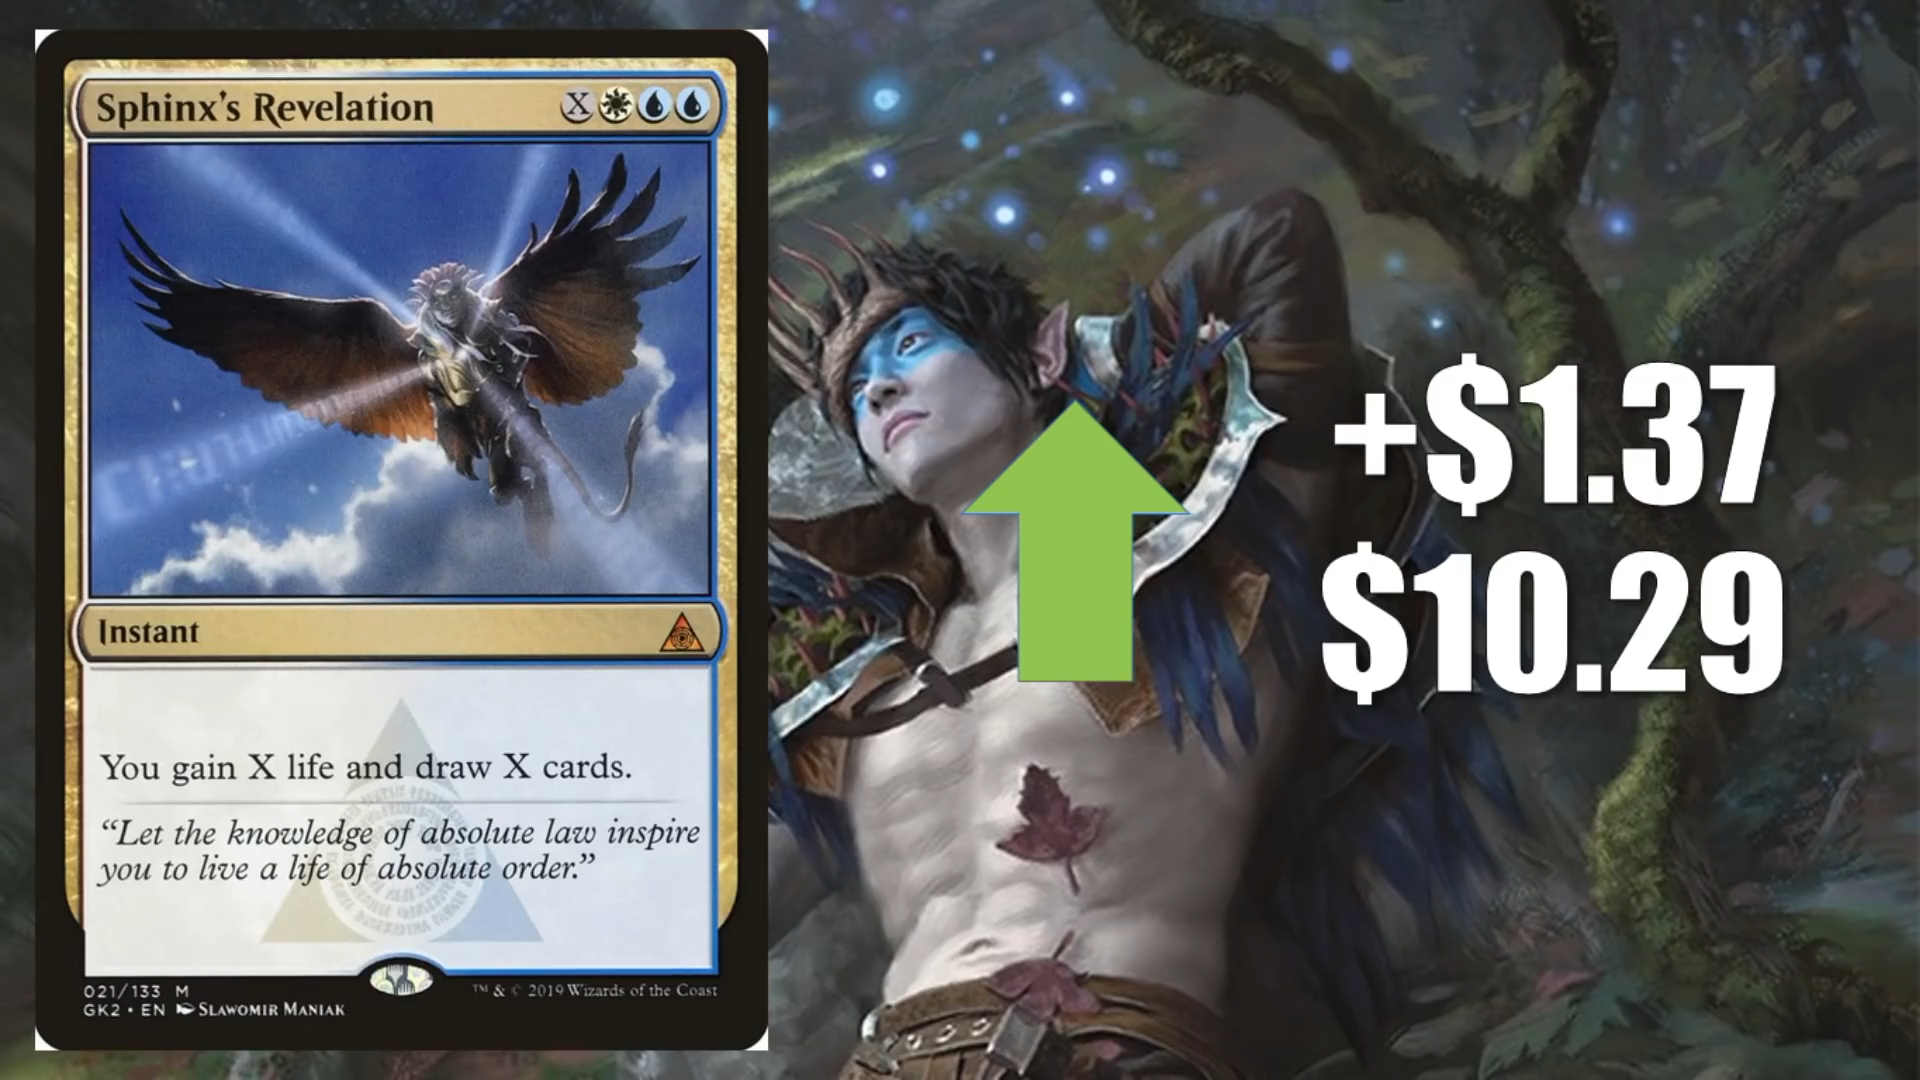 Sphinx's Revelation
X
Instant
You gain X life and draw X cards.
“Let the knowledge of absolute law inspire
you to live a life of absolute order.”
021/133 M
GK2 • EN SLAWOMIR MANIAK
™ & © 2019 Wizards of the Coast
+$1.37
$10.29